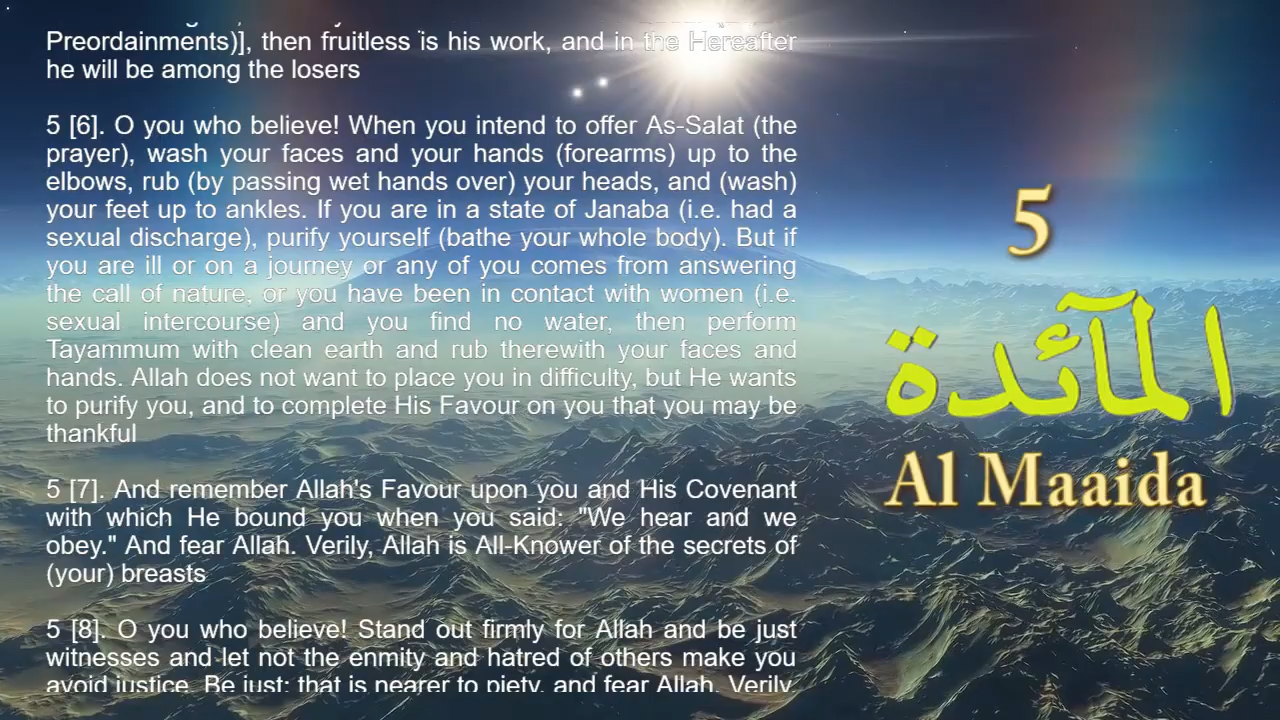 Preordainments)], then fruitless is his work, and in the Hereafter
he will be among the losers
5 [6]. O you who believe! When you intend to offer As-Salat (the
prayer), wash your faces and your hands (forearms) up to the
elbows, rub (by passing wet hands over) your heads, and (wash)
your feet up to ankles. If you are in a state of Janaba (i.e. had a
sexual discharge), purify yourself (bathe your whole body). But if
you are ill or on a journey or any of you comes from answering
the call of nature, or you have been in contact with women (i.e.
sexual intercourse) and you find no water, then perform
Tayammum with clean earth and rub therewith your faces and
hands. Allah does not want to place you in difficulty, but He wants
to purify you, and to complete His Favour on you that you may be
thankful
5 [7]. And remember Allah's Favour upon you and His Covenant
with which He bound you when you said: "We hear and we
obey." And fear Allah. Verily, Allah is All-Knower of the secrets of
(your) breasts
5 [8]. O you who believe! Stand out firmly for Allah and be just
witnesses and let not the enmity and hatred of others make you
avoid justice. Be just: that is nearer to piety, and fear Allah. Verily,
5
المآئدة
Al Maaida